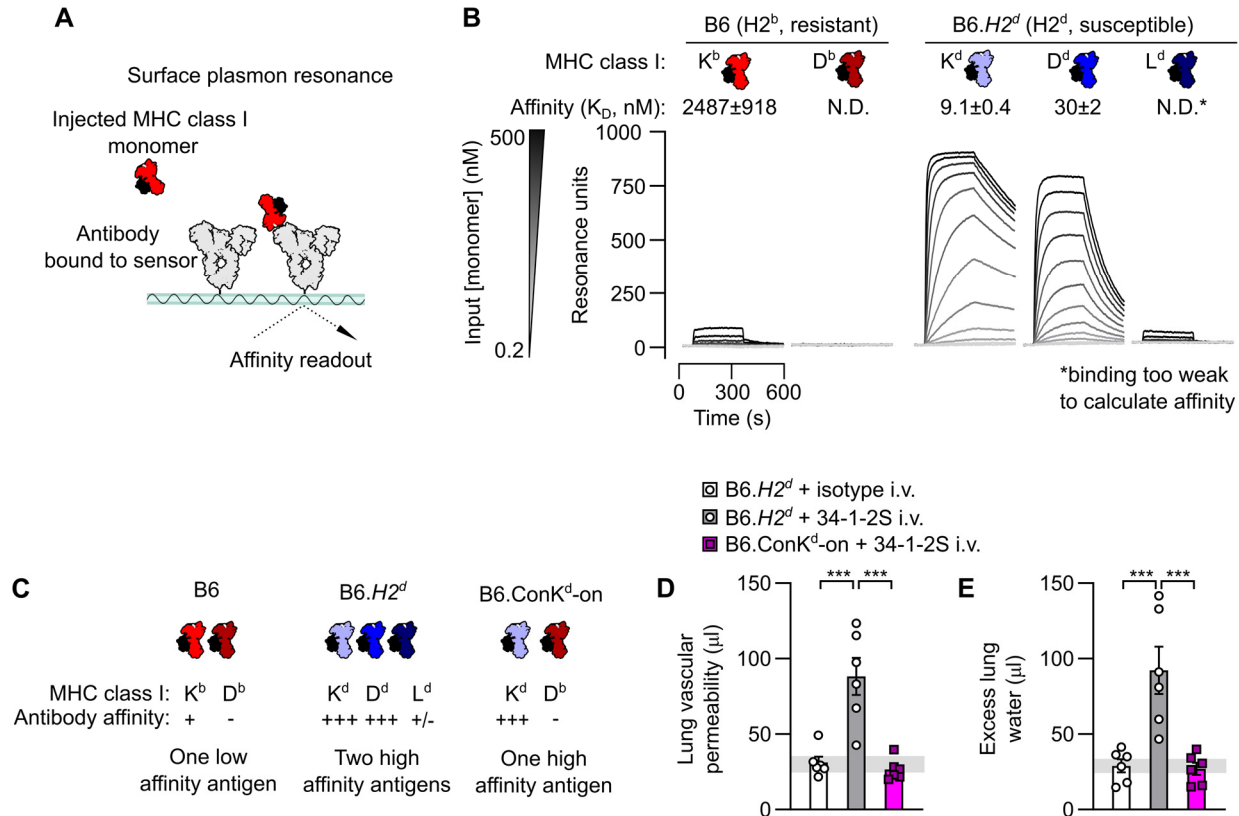 A
Surface plasmon resonance
Injected MHC class I
monomer
Antibody
bound to sensor
Affinity readout
B
B6 (H2ᵇ, resistant)
B6.H2ᵈ (H2ᵈ, susceptible)
MHC class I:
Kᵇ
Dᵇ
Kᵈ
Dᵈ
Lᵈ
Affinity (K_D, nM):
2487±918
N.D.
9.1±0.4
30±2
N.D.*
500
Input [monomer] (nM)
0.2
Resonance units
1000
750
500
250
0
0
300
600
Time (s)
*binding too weak
to calculate affinity
B6.H2ᵈ + isotype i.v.
B6.H2ᵈ + 34-1-2S i.v.
B6.ConKᵈ-on + 34-1-2S i.v.
C
B6
B6.H2ᵈ
B6.ConKᵈ-on
MHC class I: Kᵇ Dᵇ Kᵈ Dᵈ Lᵈ Kᵈ Dᵇ
Antibody affinity: + - +++ +++ +/- +++ -
One low
affinity antigen
Two high
affinity antigens
One high
affinity antigen
D
Lung vascular
permeability (µl)
150
100
50
0
*** ***
E
Excess lung
water (µl)
150
100
50
0
*** ***